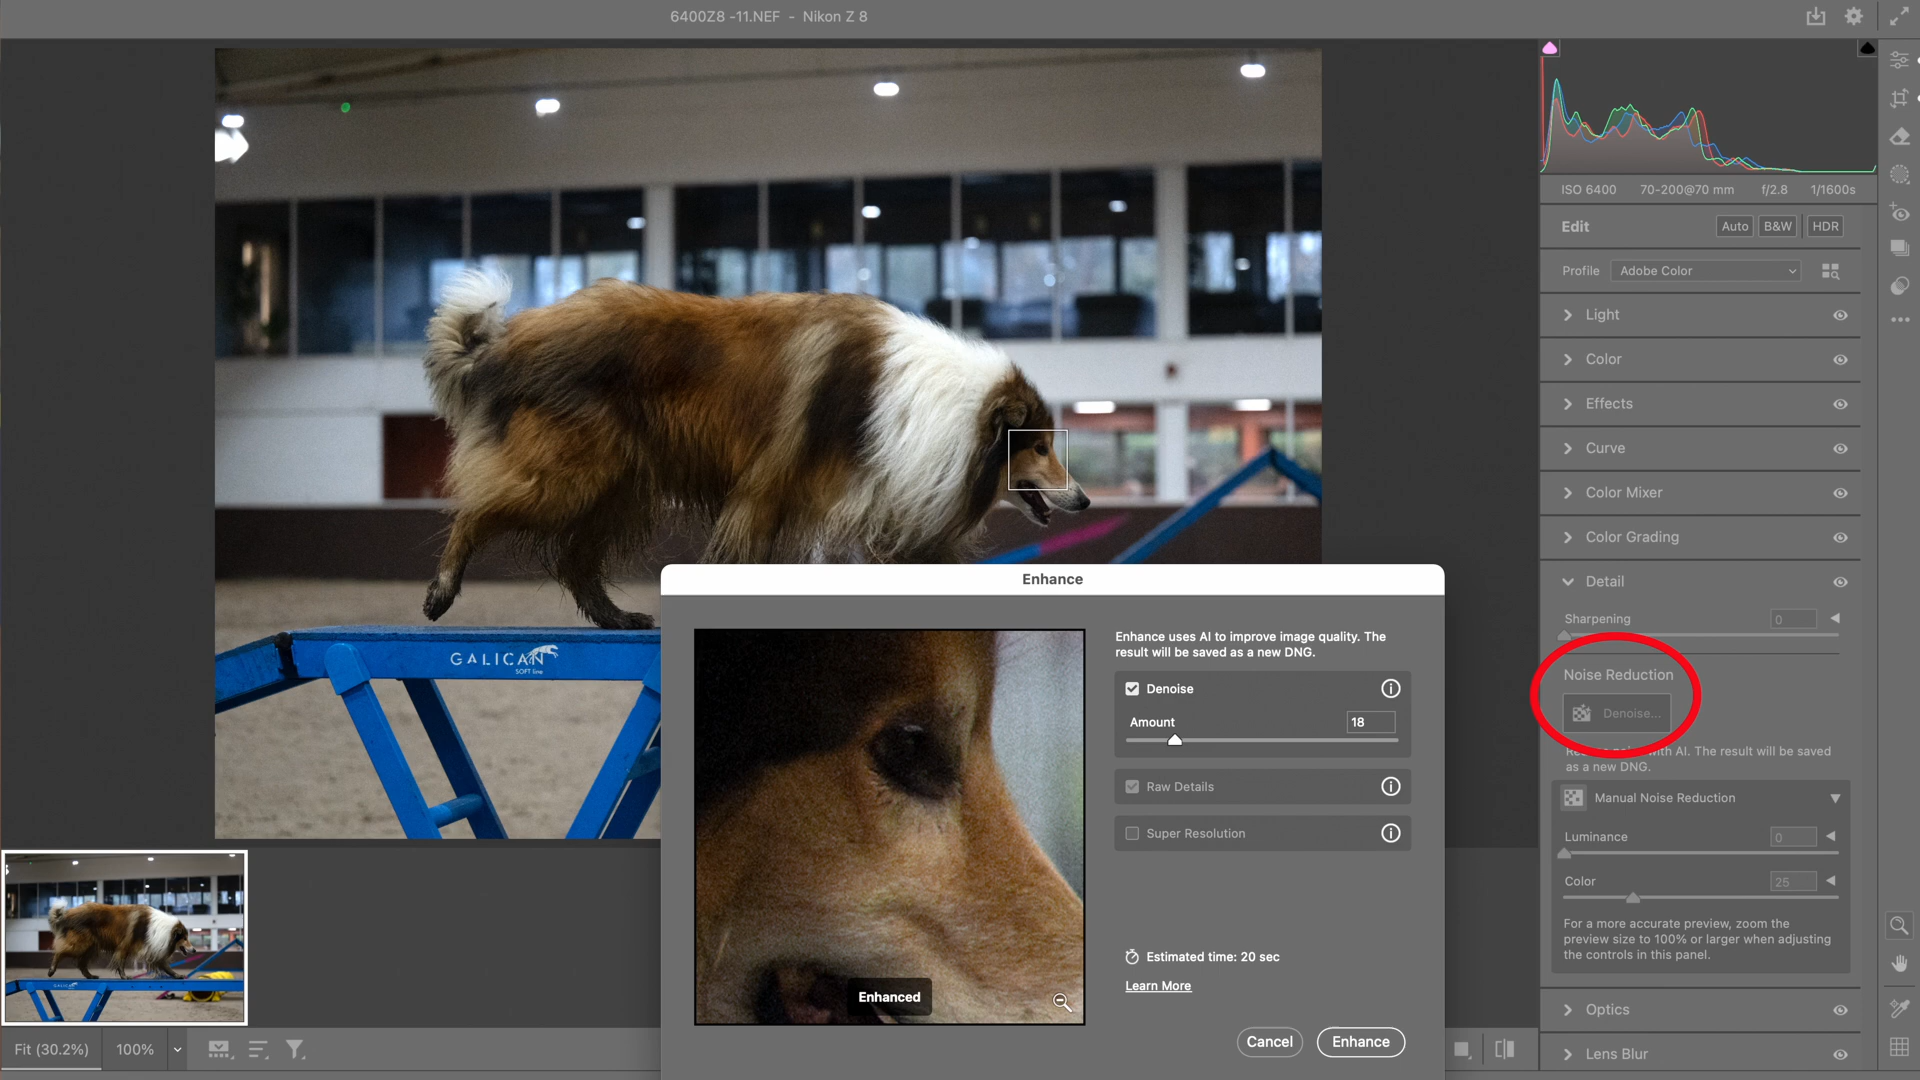 6400Z8 -11.NEF - Nikon Z 8
ISO 6400 70-200@70 mm f/2.8 1/1600s
Edit Auto B&W HDR
Profile Adobe Color
Light
Color
Effects
Curve
Color Mixer
Color Grading
Detail
Sharpening 0
Noise Reduction
Denoise...
with AI. The result will be saved
as a new DNG.
Manual Noise Reduction
Luminance 0
Color 25
For a more accurate preview, zoom the
preview size to 100% or larger when adjusting
the controls in this panel.
Optics
Lens Blur
GALICAN
SOFT line
Enhance
Enhance uses AI to improve image quality. The
result will be saved as a new DNG.
Denoise
Amount 18
Raw Details
Super Resolution
Estimated time: 20 sec
Learn More
Enhanced
Cancel Enhance
GALICAN
Fit (30.2%) 100%